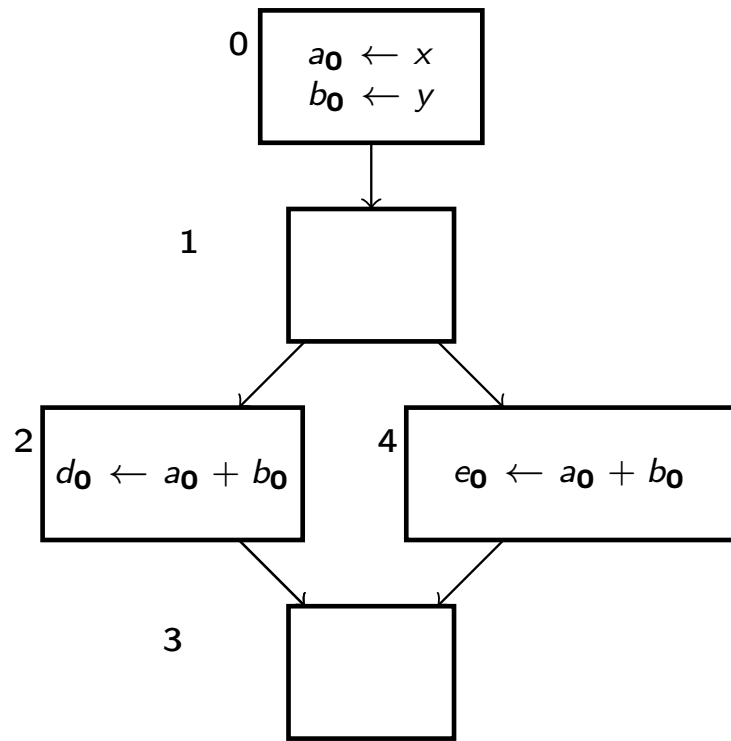 0
a₀ ← x
b₀ ← y
1
2
d₀ ← a₀ + b₀
4
e₀ ← a₀ + b₀
3